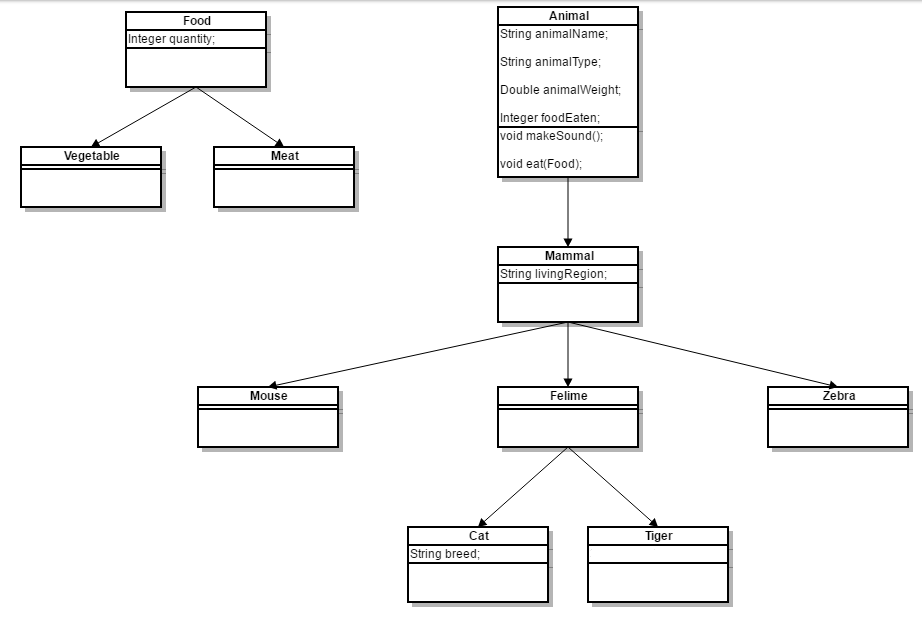 Food
Integer quantity;
Animal
String animalName;
String animalType;
Double animalWeight;
Integer foodEaten;
void makeSound();
void eat(Food);
Vegetable
Meat
Mammal
String livingRegion;
Mouse
Felime
Zebra
Cat
String breed;
Tiger